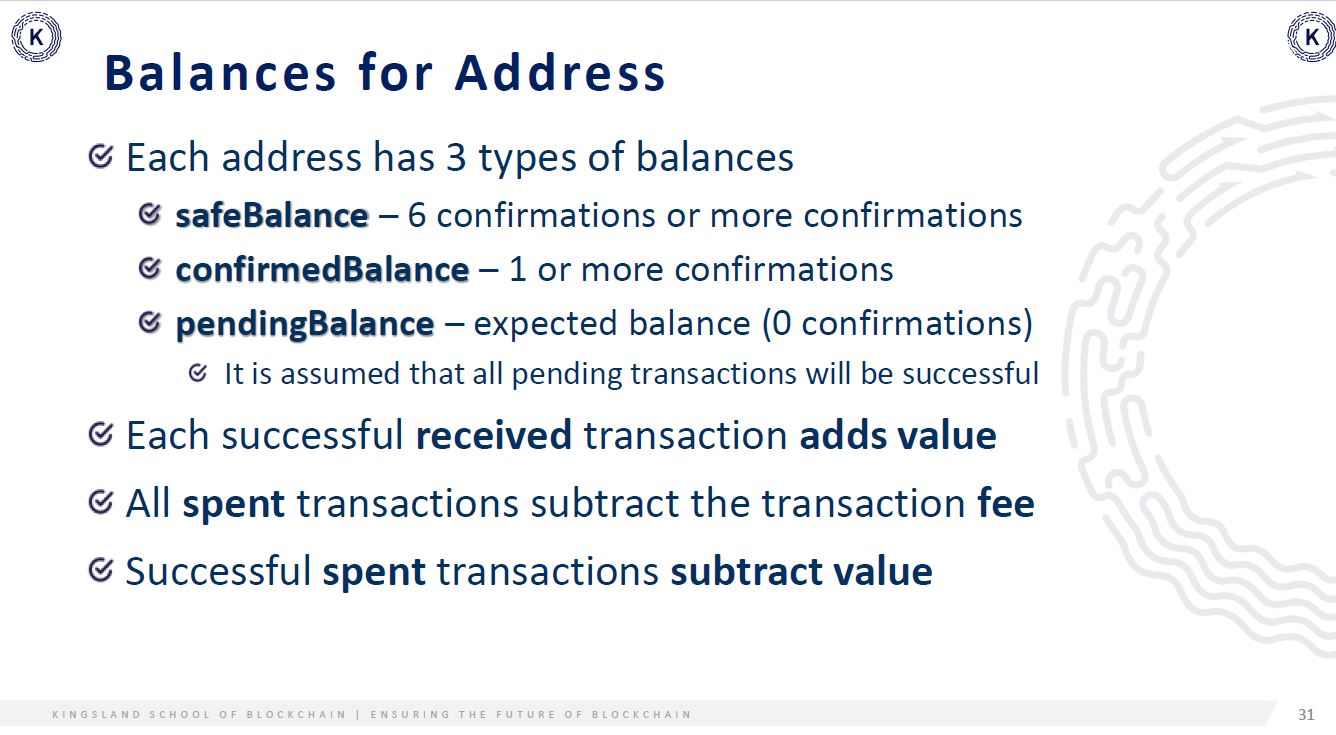 K
K
Balances for Address
Each address has 3 types of balances
safeBalance – 6 confirmations or more confirmations
confirmedBalance – 1 or more confirmations
pendingBalance – expected balance (0 confirmations)
It is assumed that all pending transactions will be successful
Each successful received transaction adds value
All spent transactions subtract the transaction fee
Successful spent transactions subtract value
KINGSLAND SCHOOL OF BLOCKCHAIN | ENSURING THE FUTURE OF BLOCKCHAIN
31